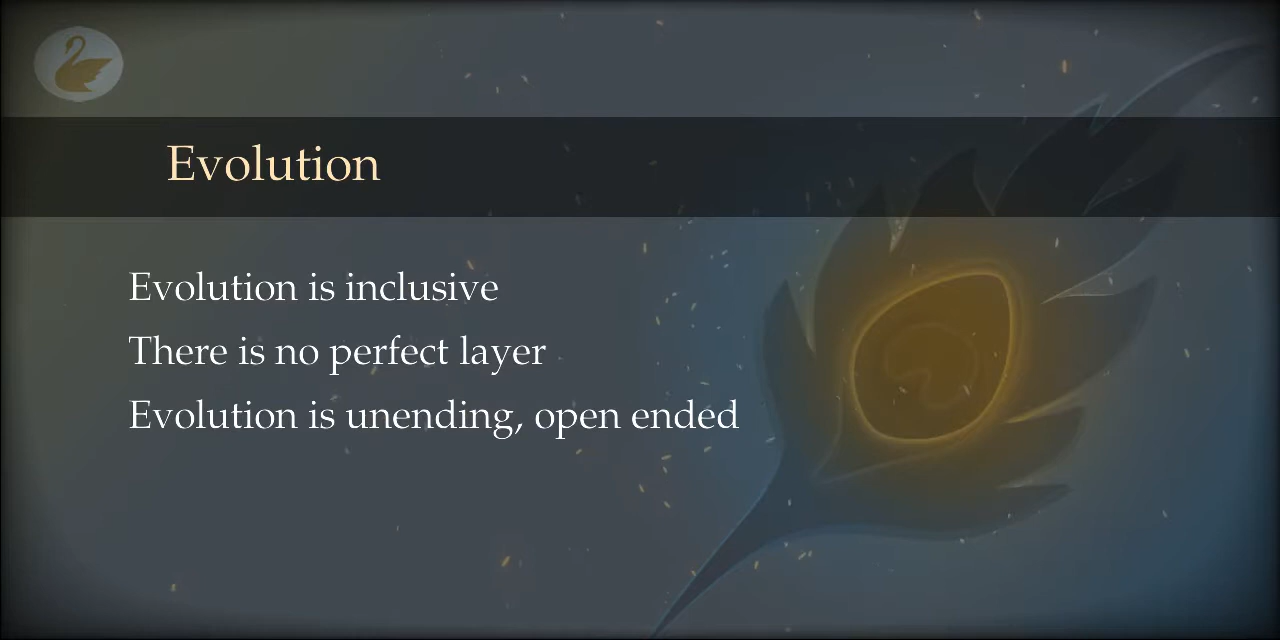 Evolution
Evolution is inclusive
There is no perfect layer
Evolution is unending, open ended